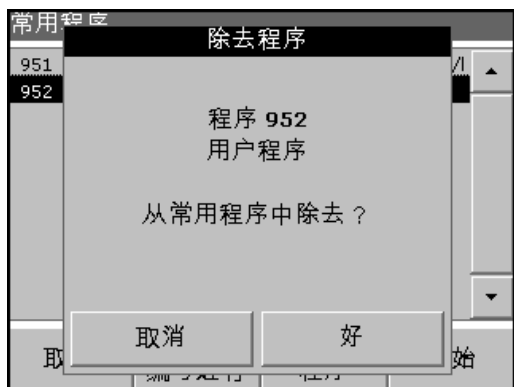 常用程序
除去程序
951
/l
952
程序 952
用户程序
从常用程序中除去？
取消
好
取
始